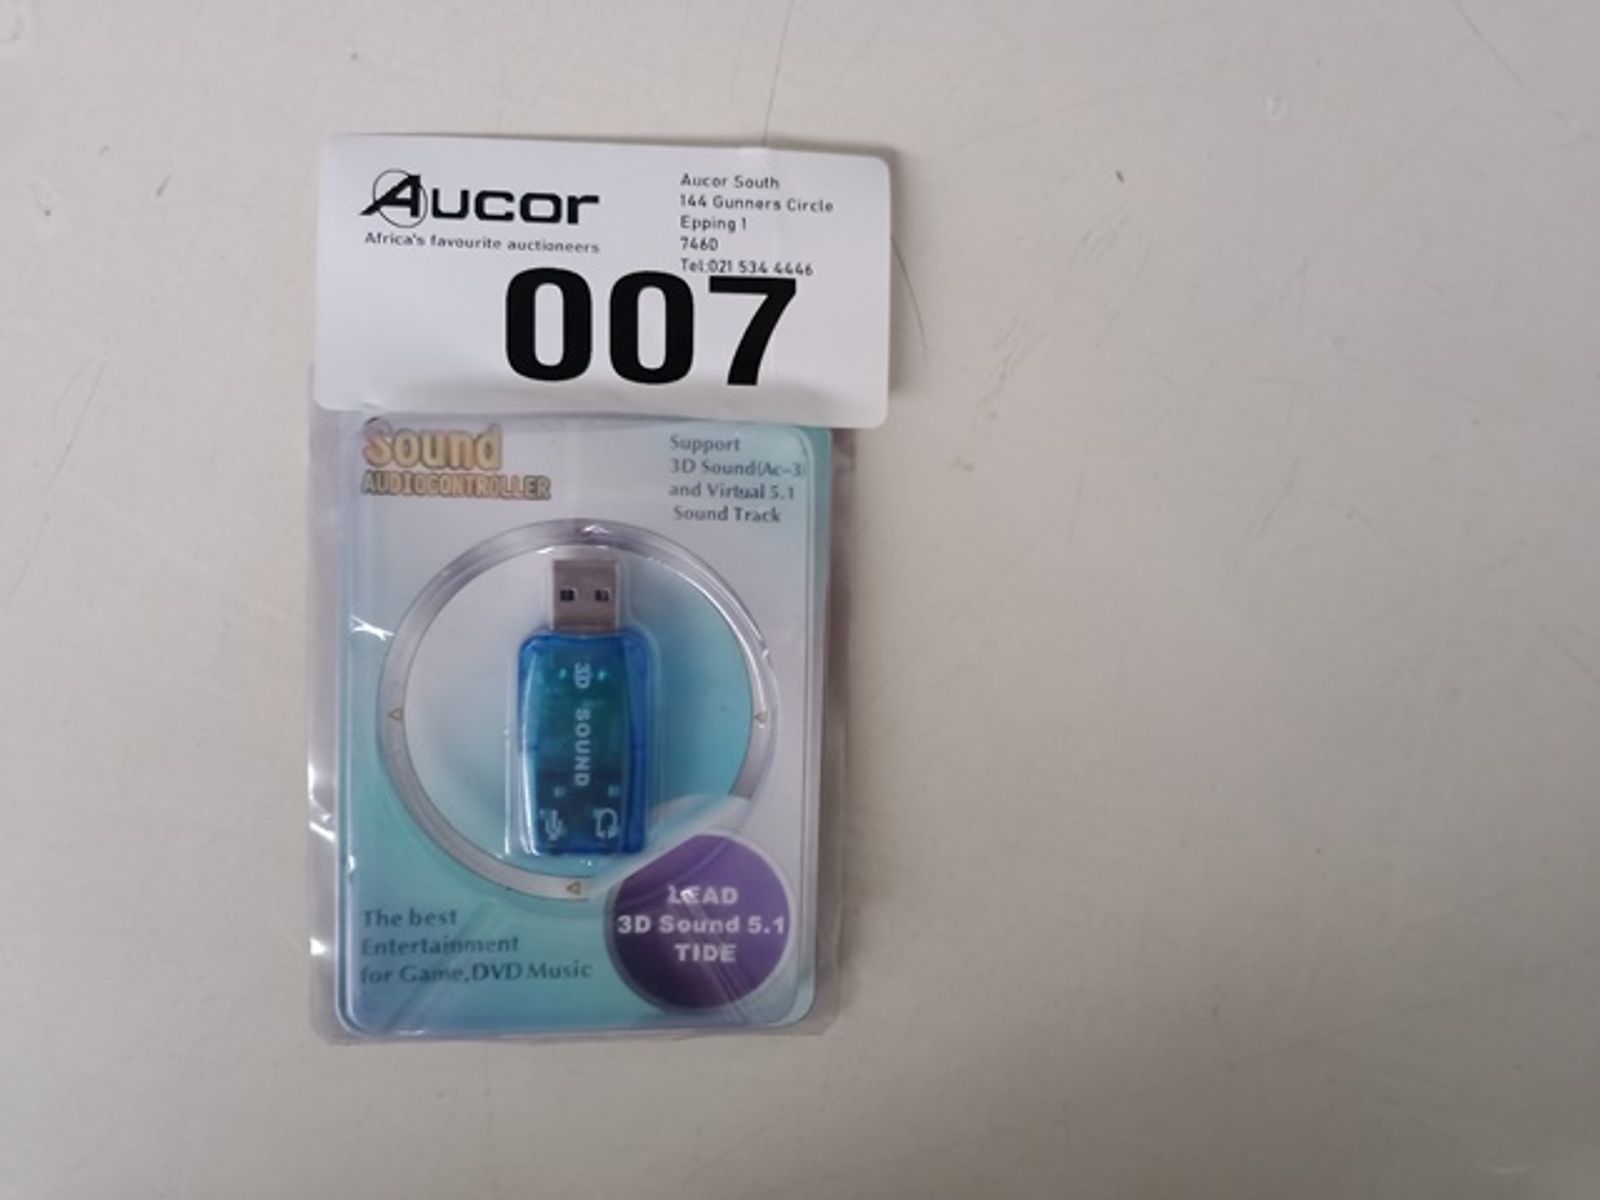 Aucor
Africa's favourite auctioneers
Aucor South
144 Gunners Circle
Epping 1
7460
Tel:021 534 4446
007
Sound
AUDIOCONTROLLER
Support
3D Sound(Ac-3)
and Virtual 5.1
Sound Track
3D SOUND
The best
Entertainment
for Game,DVD Music
LEAD
3D Sound 5.1
TIDE